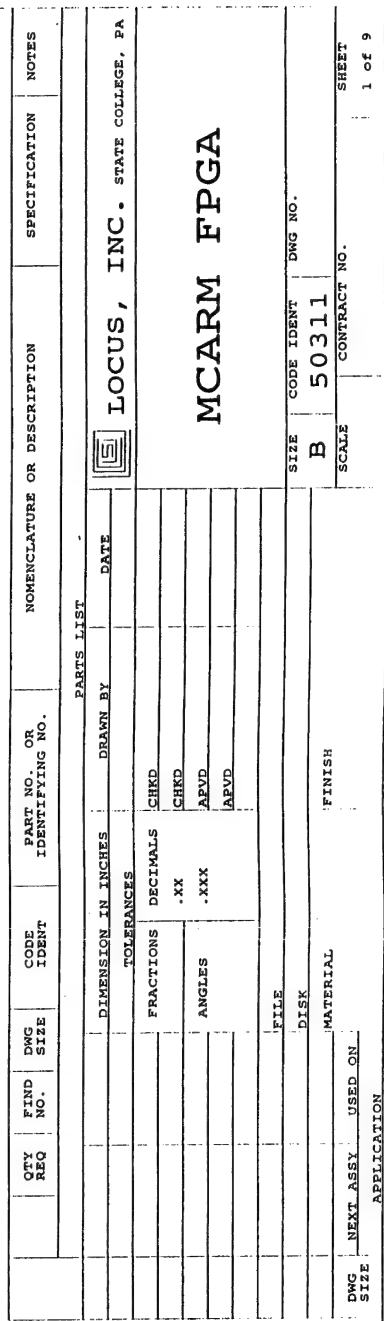 QTY REQ FIND NO. DWG SIZE CODE IDENT PART NO. OR IDENTIFYING NO. NOMENCLATURE OR DESCRIPTION SPECIFICATION NOTES
PARTS LIST
DIMENSION IN INCHES DRAWN BY DATE
TOLERANCES
FRACTIONS DECIMALS CHKD
.XX CHKD
ANGLES .XXX APVD
APVD
LOCUS, INC. STATE COLLEGE, PA
MCARM FPGA
FILE
DISK
MATERIAL FINISH
SIZE CODE IDENT DWG NO.
B 50311
SCALE CONTRACT NO. SHEET
1 of 9
DWG SIZE NEXT ASSY USED ON
APPLICATION